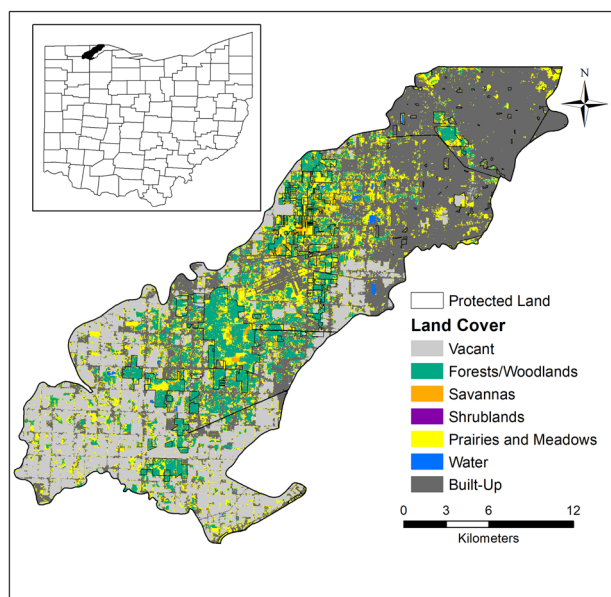 N
Protected Land
Land Cover
Vacant
Forests/Woodlands
Savannas
Shrublands
Prairies and Meadows
Water
Built-Up
0 3 6 12
Kilometers